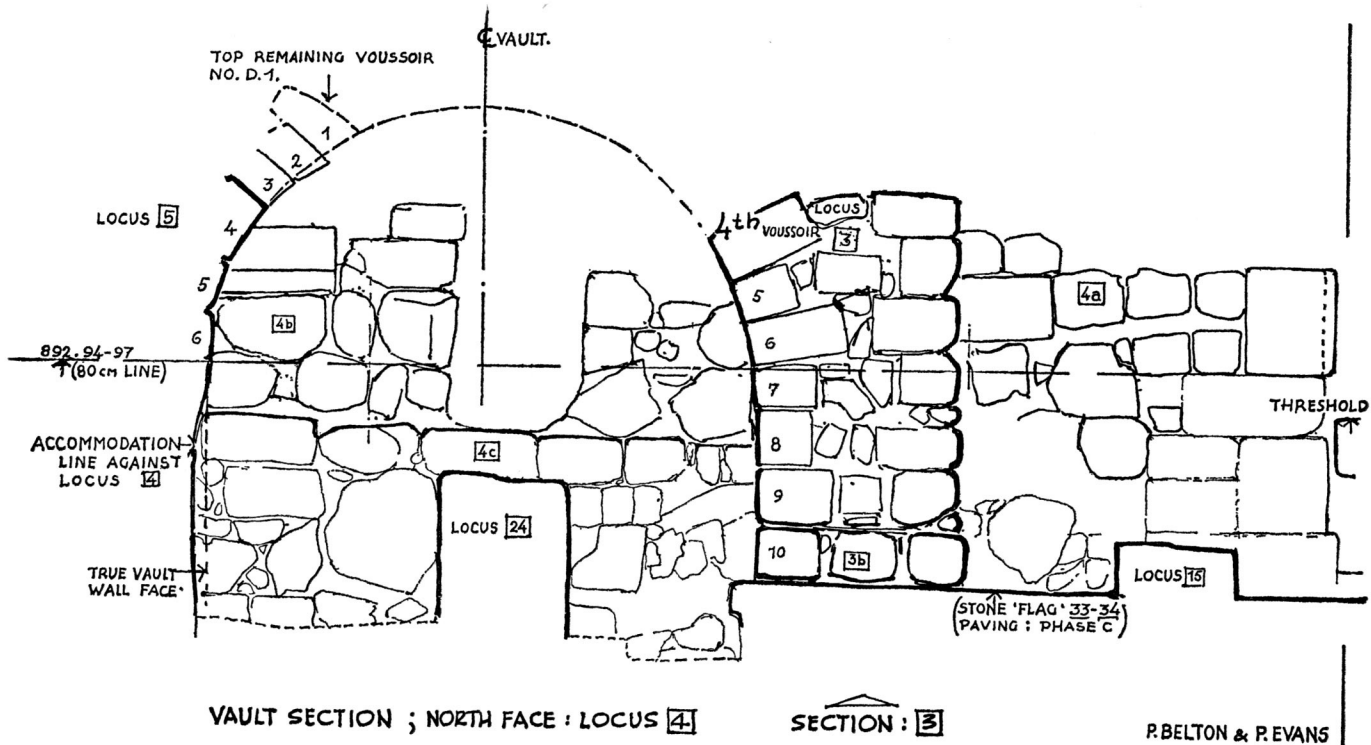 ℄ VAULT.
TOP REMAINING VOUSSOIR
NO. D.1.
1
2
3
4
5
6
LOCUS 5
4th VOUSSOIR
LOCUS
3
5
6
7
8
9
10
4a
4b
892.94-97
(80 CM LINE)
THRESHOLD
ACCOMMODATION
LINE AGAINST
LOCUS 4
4c
LOCUS 24
3b
LOCUS 15
TRUE VAULT
WALL FACE
(STONE 'FLAG' 33-34
PAVING : PHASE C)
VAULT SECTION ; NORTH FACE : LOCUS 4
SECTION : 3
P. BELTON & P. EVANS